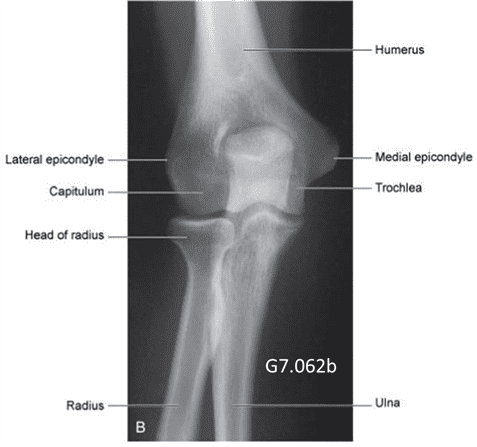 Humerus
Lateral epicondyle
Medial epicondyle
Capitulum
Trochlea
Head of radius
G7.062b
Radius
Ulna
B